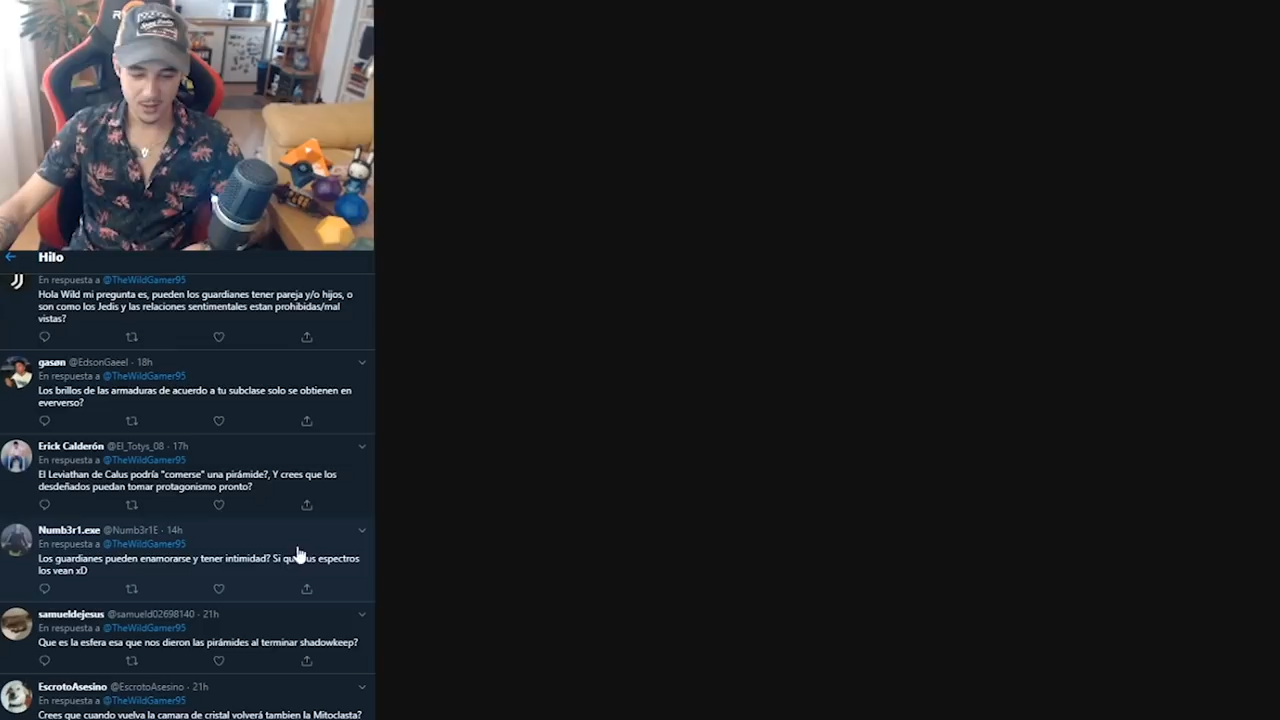 Hilo
En respuesta a @TheWildGamer95
Hola Wild mi pregunta es, pueden los guardianes tener pareja y/o hijos, o
son como los Jedis y las relaciones sentimentales estan prohibidas/mal
vistas?
gasøn @EdsonGaeel · 18h
En respuesta a @TheWildGamer95
Los brillos de las armaduras de acuerdo a tu subclase solo se obtienen en
eververso?
Erick Calderón @El_Totys_08 · 17h
En respuesta a @TheWildGamer95
El Leviathan de Calus podría "comerse" una pirámide?, Y crees que los
desdeñados puedan tomar protagonismo pronto?
Numb3r1.exe @Numb3r1E · 14h
En respuesta a @TheWildGamer95
Los guardianes pueden enamorarse y tener intimidad? Si espectros
los vean xD
samueldejesus @samueld02698140 · 21h
En respuesta a @TheWildGamer95
Que es la esfera esa que nos dieron las pirámides al terminar shadowkeep?
EscrotoAsesino @EscrotoAsesino · 21h
En respuesta a @TheWildGamer95
Crees que cuando vuelva la camara de cristal volverá tambien la Mitoclasta?